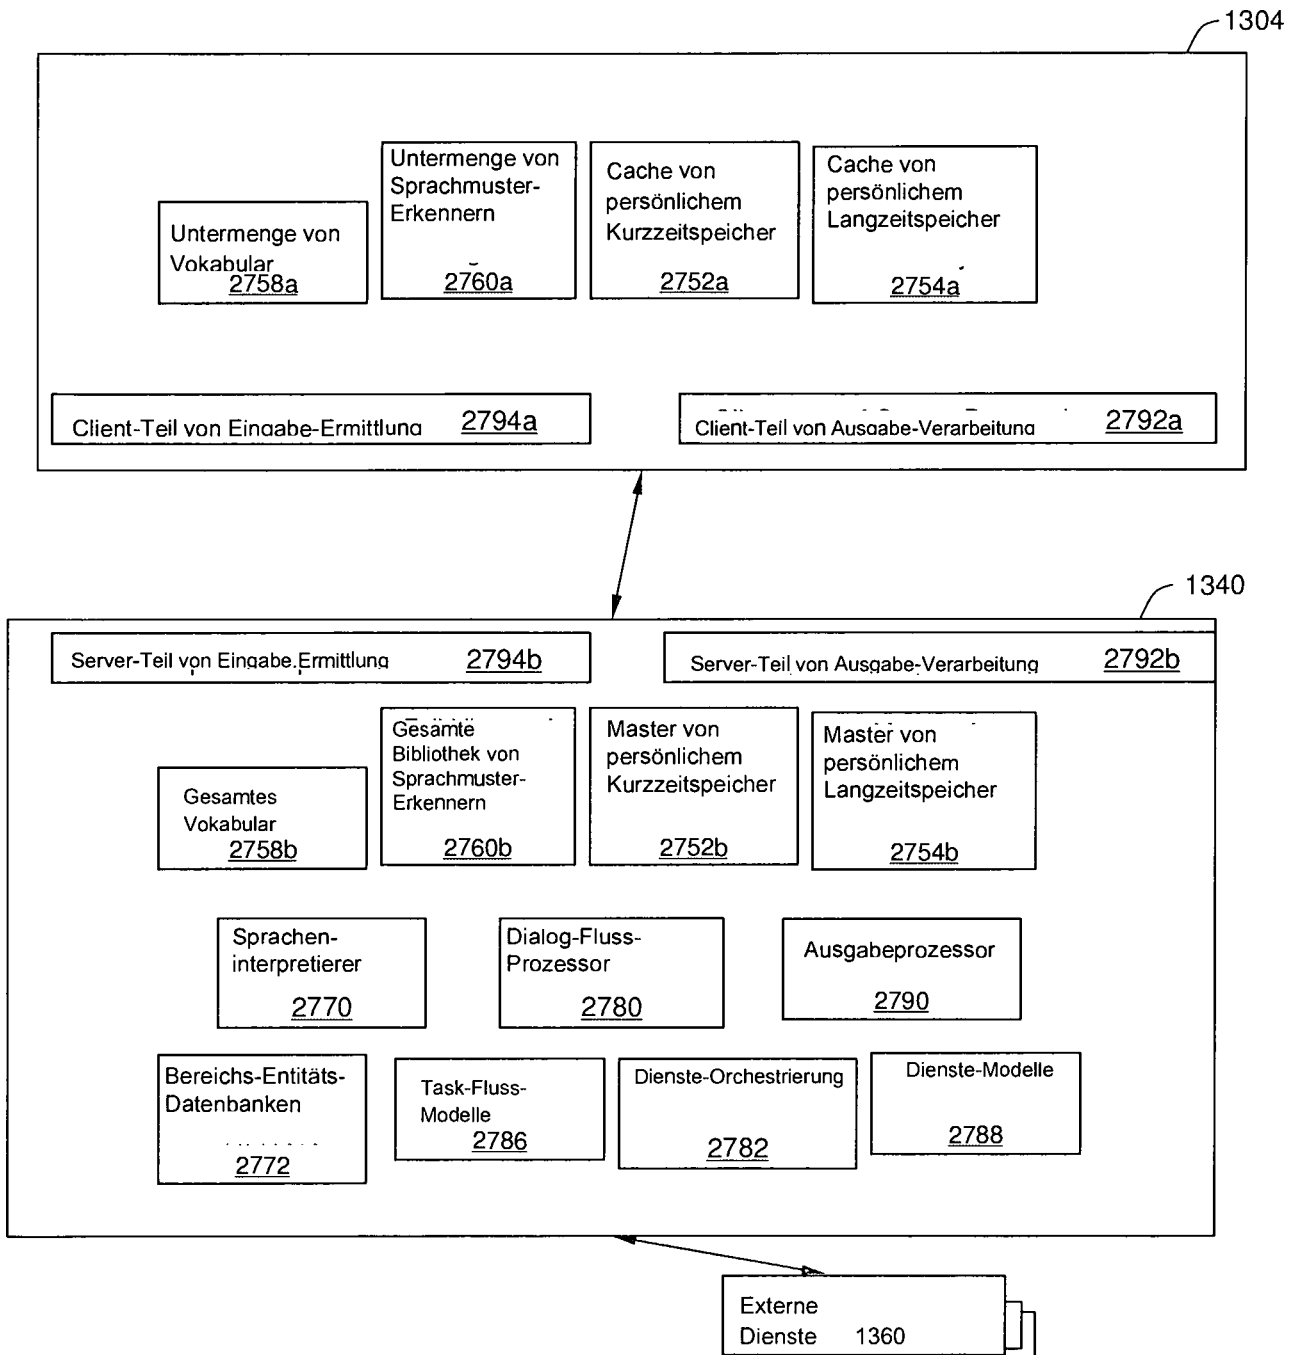 1304
Untermenge von
Vokabular
2758a
Untermenge von
Sprachmuster-
Erkennern
2760a
Cache von
persönlichem
Kurzzeitspeicher
2752a
Cache von
persönlichem
Langzeitspeicher
2754a
Client-Teil von Eingabe-Ermittlung 2794a
Client-Teil von Ausgabe-Verarbeitung 2792a
1340
Server-Teil von Eingabe.Ermittlung 2794b
Server-Teil von Ausgabe-Verarbeitung 2792b
Gesamtes
Vokabular
2758b
Gesamte
Bibliothek von
Sprachmuster-
Erkennern
2760b
Master von
persönlichem
Kurzzeitspeicher
2752b
Master von
persönlichem
Langzeitspeicher
2754b
Sprachen-
interpretierer
2770
Dialog-Fluss-
Prozessor
2780
Ausgabeprozessor
2790
Bereichs-Entitäts-
Datenbanken
2772
Task-Fluss-
Modelle
2786
Dienste-Orchestrierung
2782
Dienste-Modelle
2788
Externe
Dienste 1360